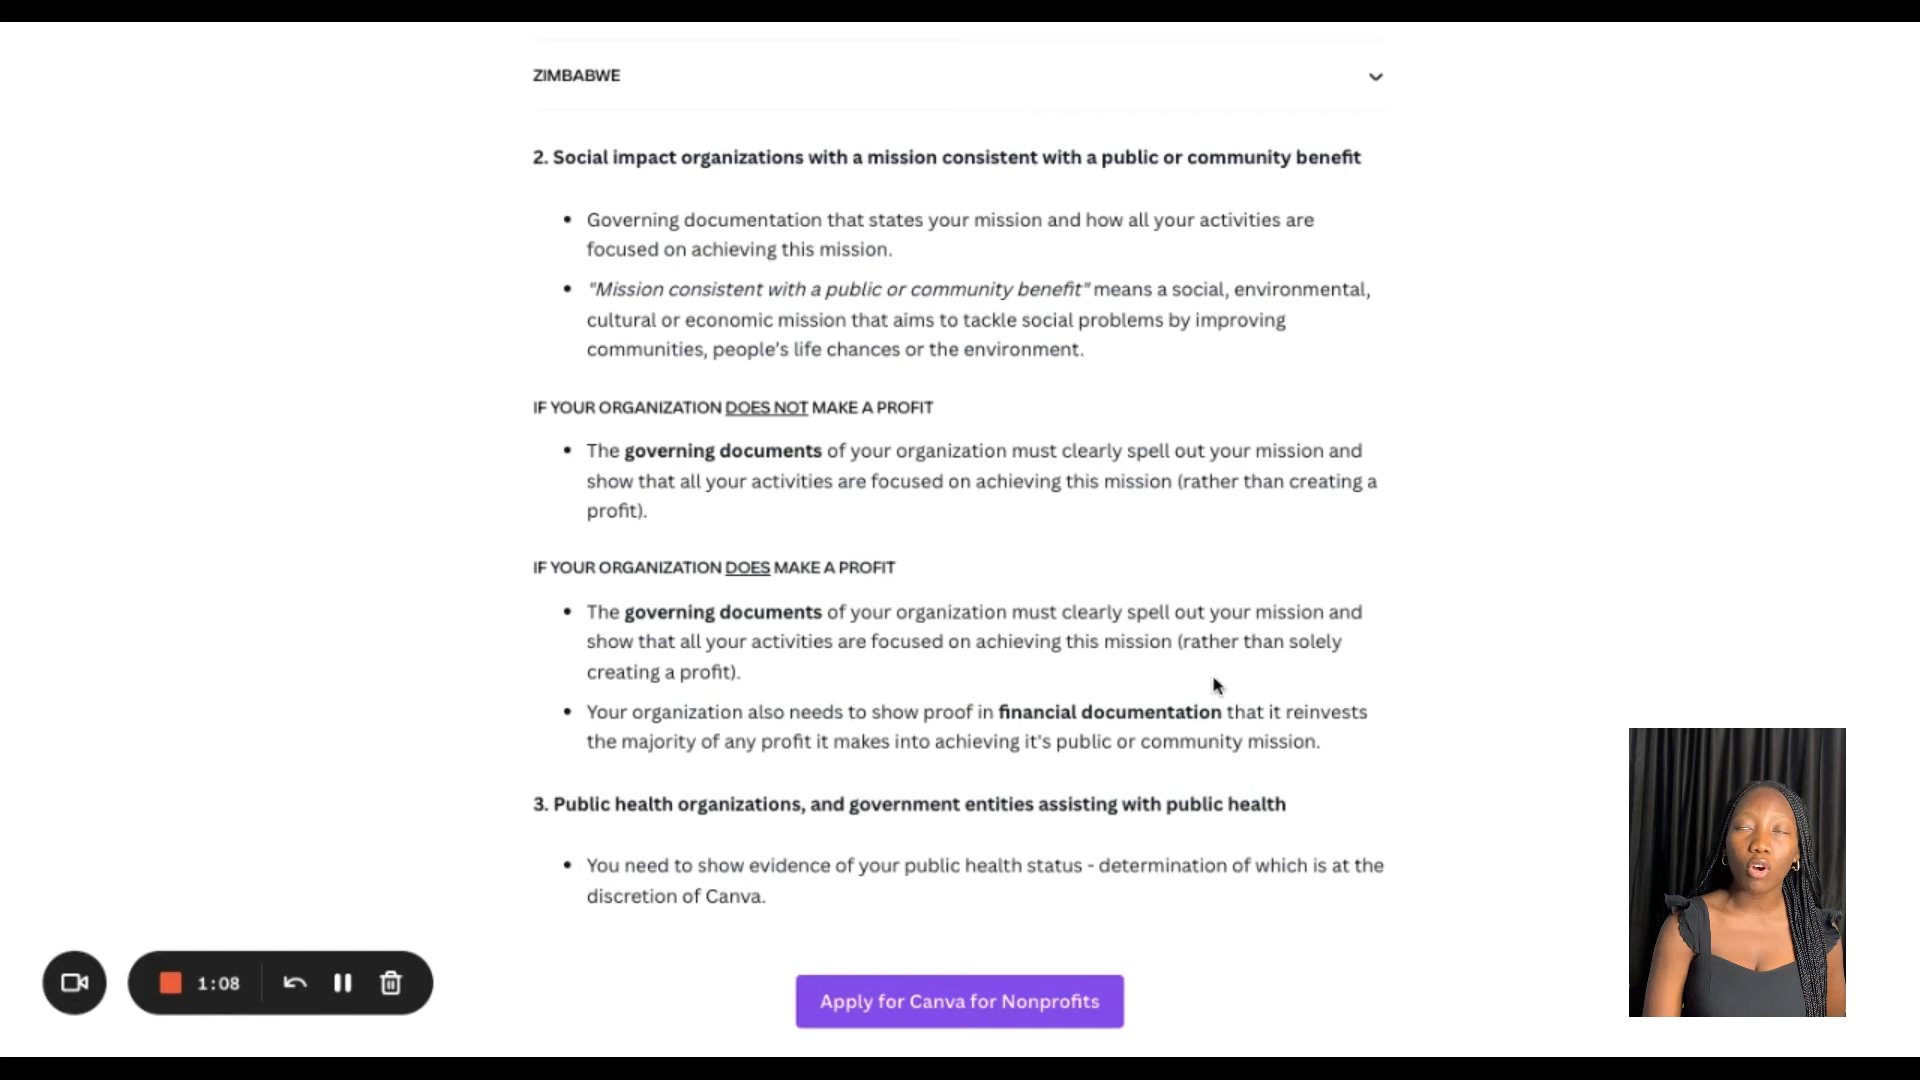 ZIMBABWE
2. Social impact organizations with a mission consistent with a public or community benefit
• Governing documentation that states your mission and how all your activities are
focused on achieving this mission.
• "Mission consistent with a public or community benefit" means a social, environmental,
cultural or economic mission that aims to tackle social problems by improving
communities, people's life chances or the environment.
IF YOUR ORGANIZATION DOES NOT MAKE A PROFIT
• The governing documents of your organization must clearly spell out your mission and
show that all your activities are focused on achieving this mission (rather than creating a
profit).
IF YOUR ORGANIZATION DOES MAKE A PROFIT
• The governing documents of your organization must clearly spell out your mission and
show that all your activities are focused on achieving this mission (rather than solely
creating a profit).
• Your organization also needs to show proof in financial documentation that it reinvests
the majority of any profit it makes into achieving it's public or community mission.
3. Public health organizations, and government entities assisting with public health
• You need to show evidence of your public health status - determination of which is at the
discretion of Canva.
1:08
Apply for Canva for Nonprofits